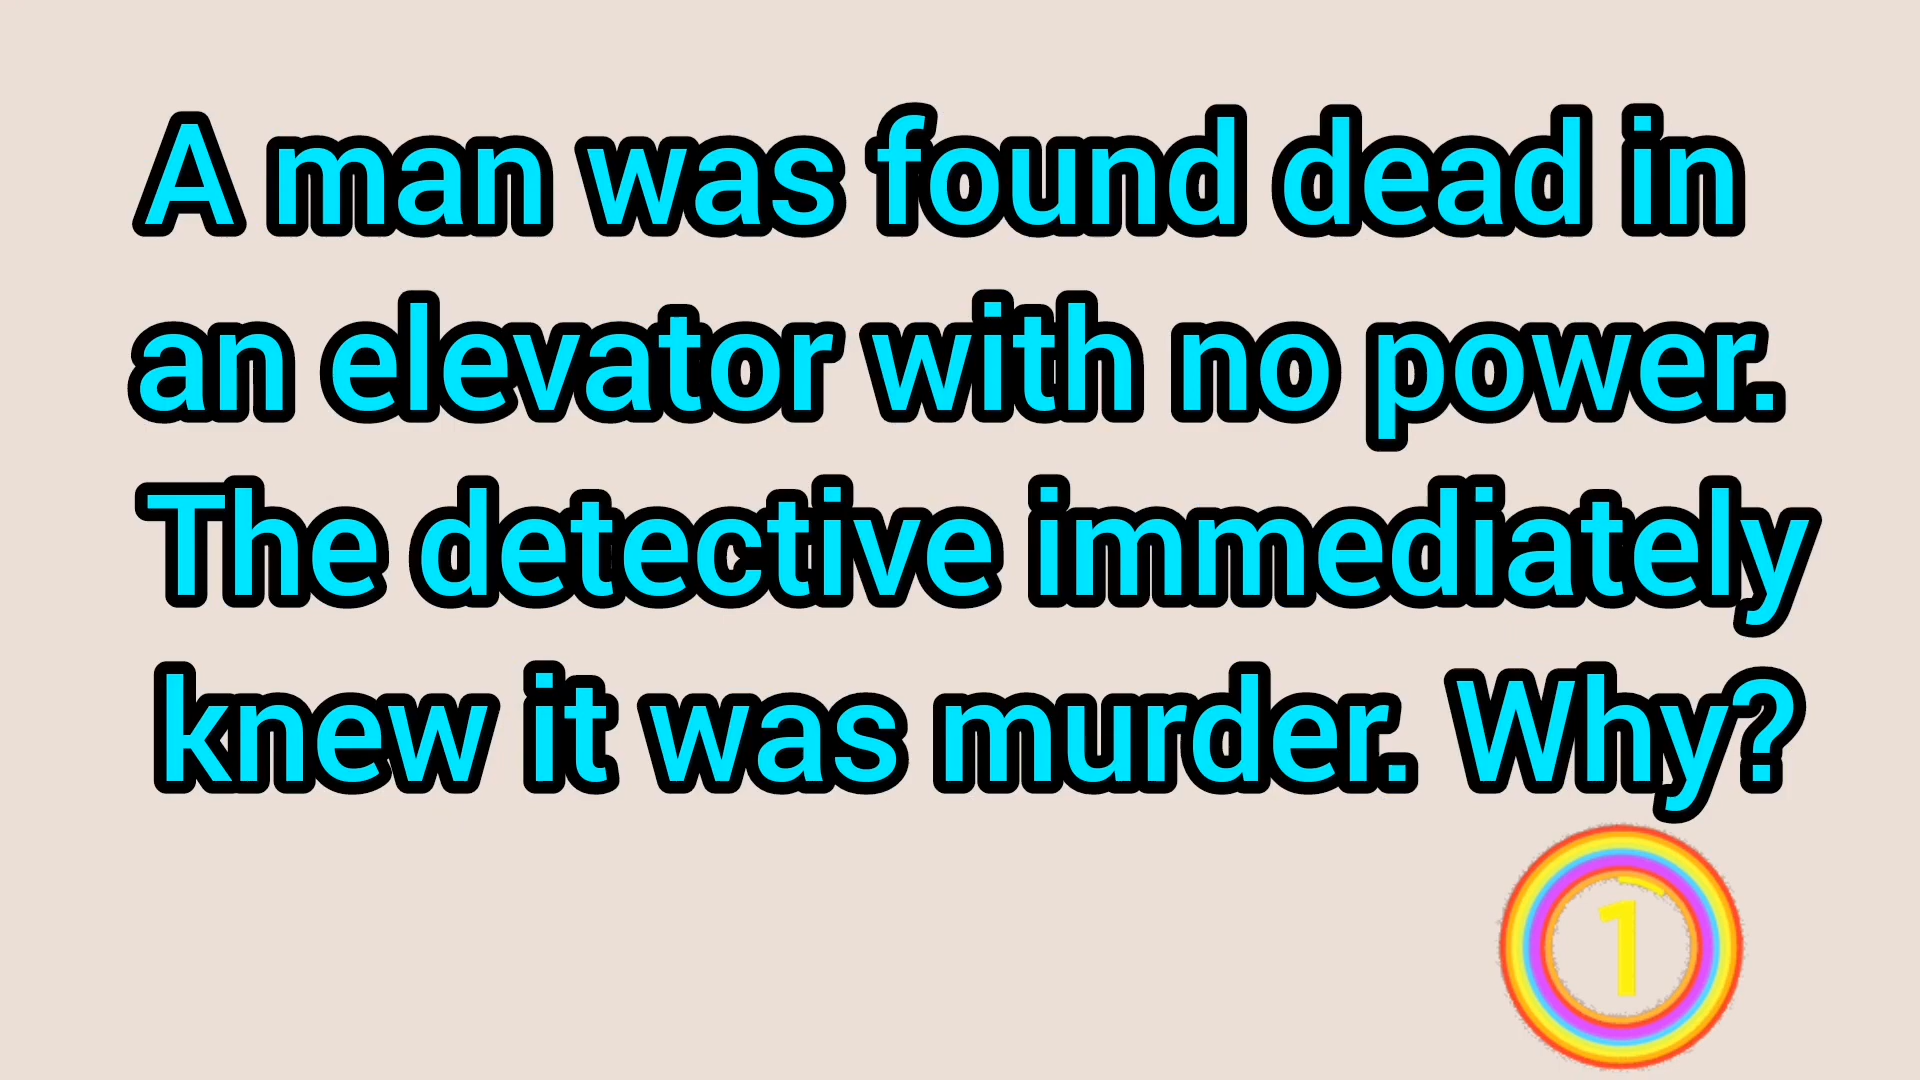 A man was found dead in
an elevator with no power.
The detective immediately
knew it was murder. Why?
1